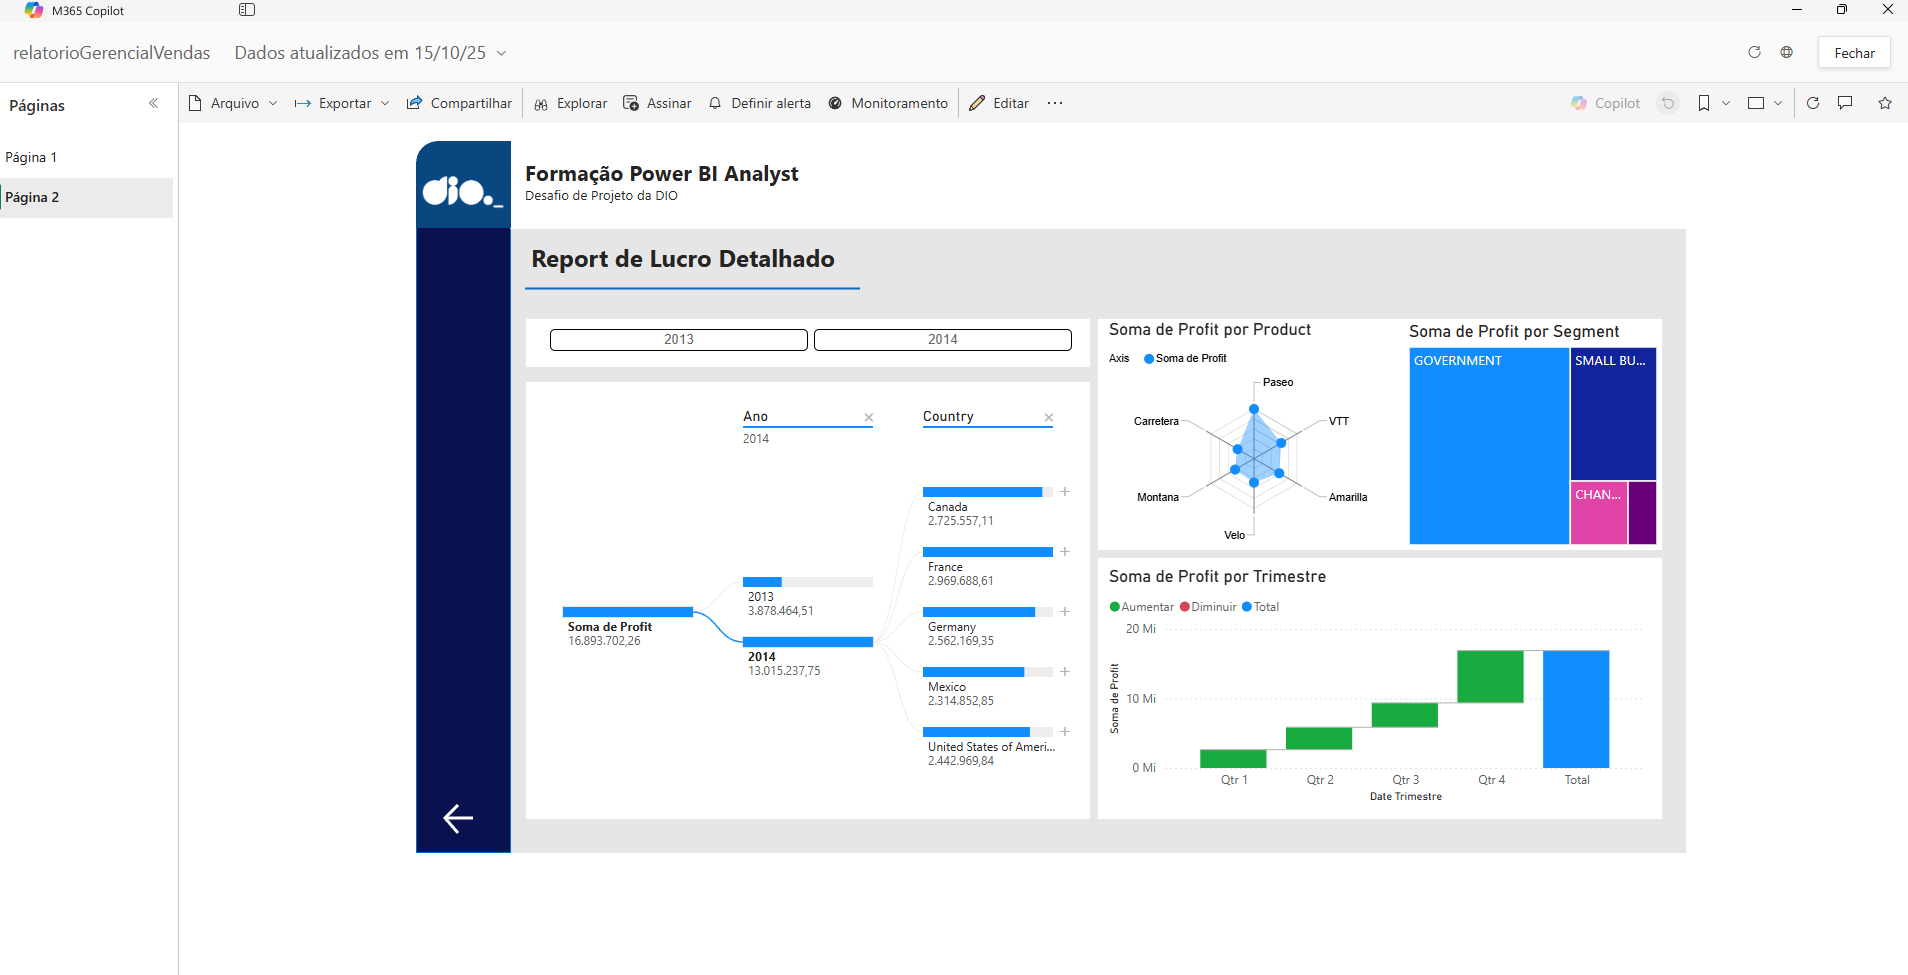 M365 Copilot
relatorioGerencialVendas
Dados atualizados em 15/10/25
Fechar
Páginas
Arquivo
Exportar
Compartilhar
Explorar
Assinar
Definir alerta
Monitoramento
Editar
Copilot
Página 1
Página 2
dio._
Formação Power BI Analyst
Desafio de Projeto da DIO
Report de Lucro Detalhado
2013
2014
Ano
2014
Country
Soma de Profit
16.893.702,26
2013
3.878.464,51
2014
13.015.237,75
Canada
2.725.557,11
France
2.969.688,61
Germany
2.562.169,35
Mexico
2.314.852,85
United States of Ameri...
2.442.969,84
Soma de Profit por Product
Axis
Soma de Profit
Paseo
VTT
Amarilla
Velo
Montana
Carretera
Soma de Profit por Segment
GOVERNMENT
SMALL BU...
CHAN...
Soma de Profit por Trimestre
Aumentar
Diminuir
Total
Soma de Profit
20 Mi
10 Mi
0 Mi
Qtr 1
Qtr 2
Qtr 3
Qtr 4
Total
Date Trimestre